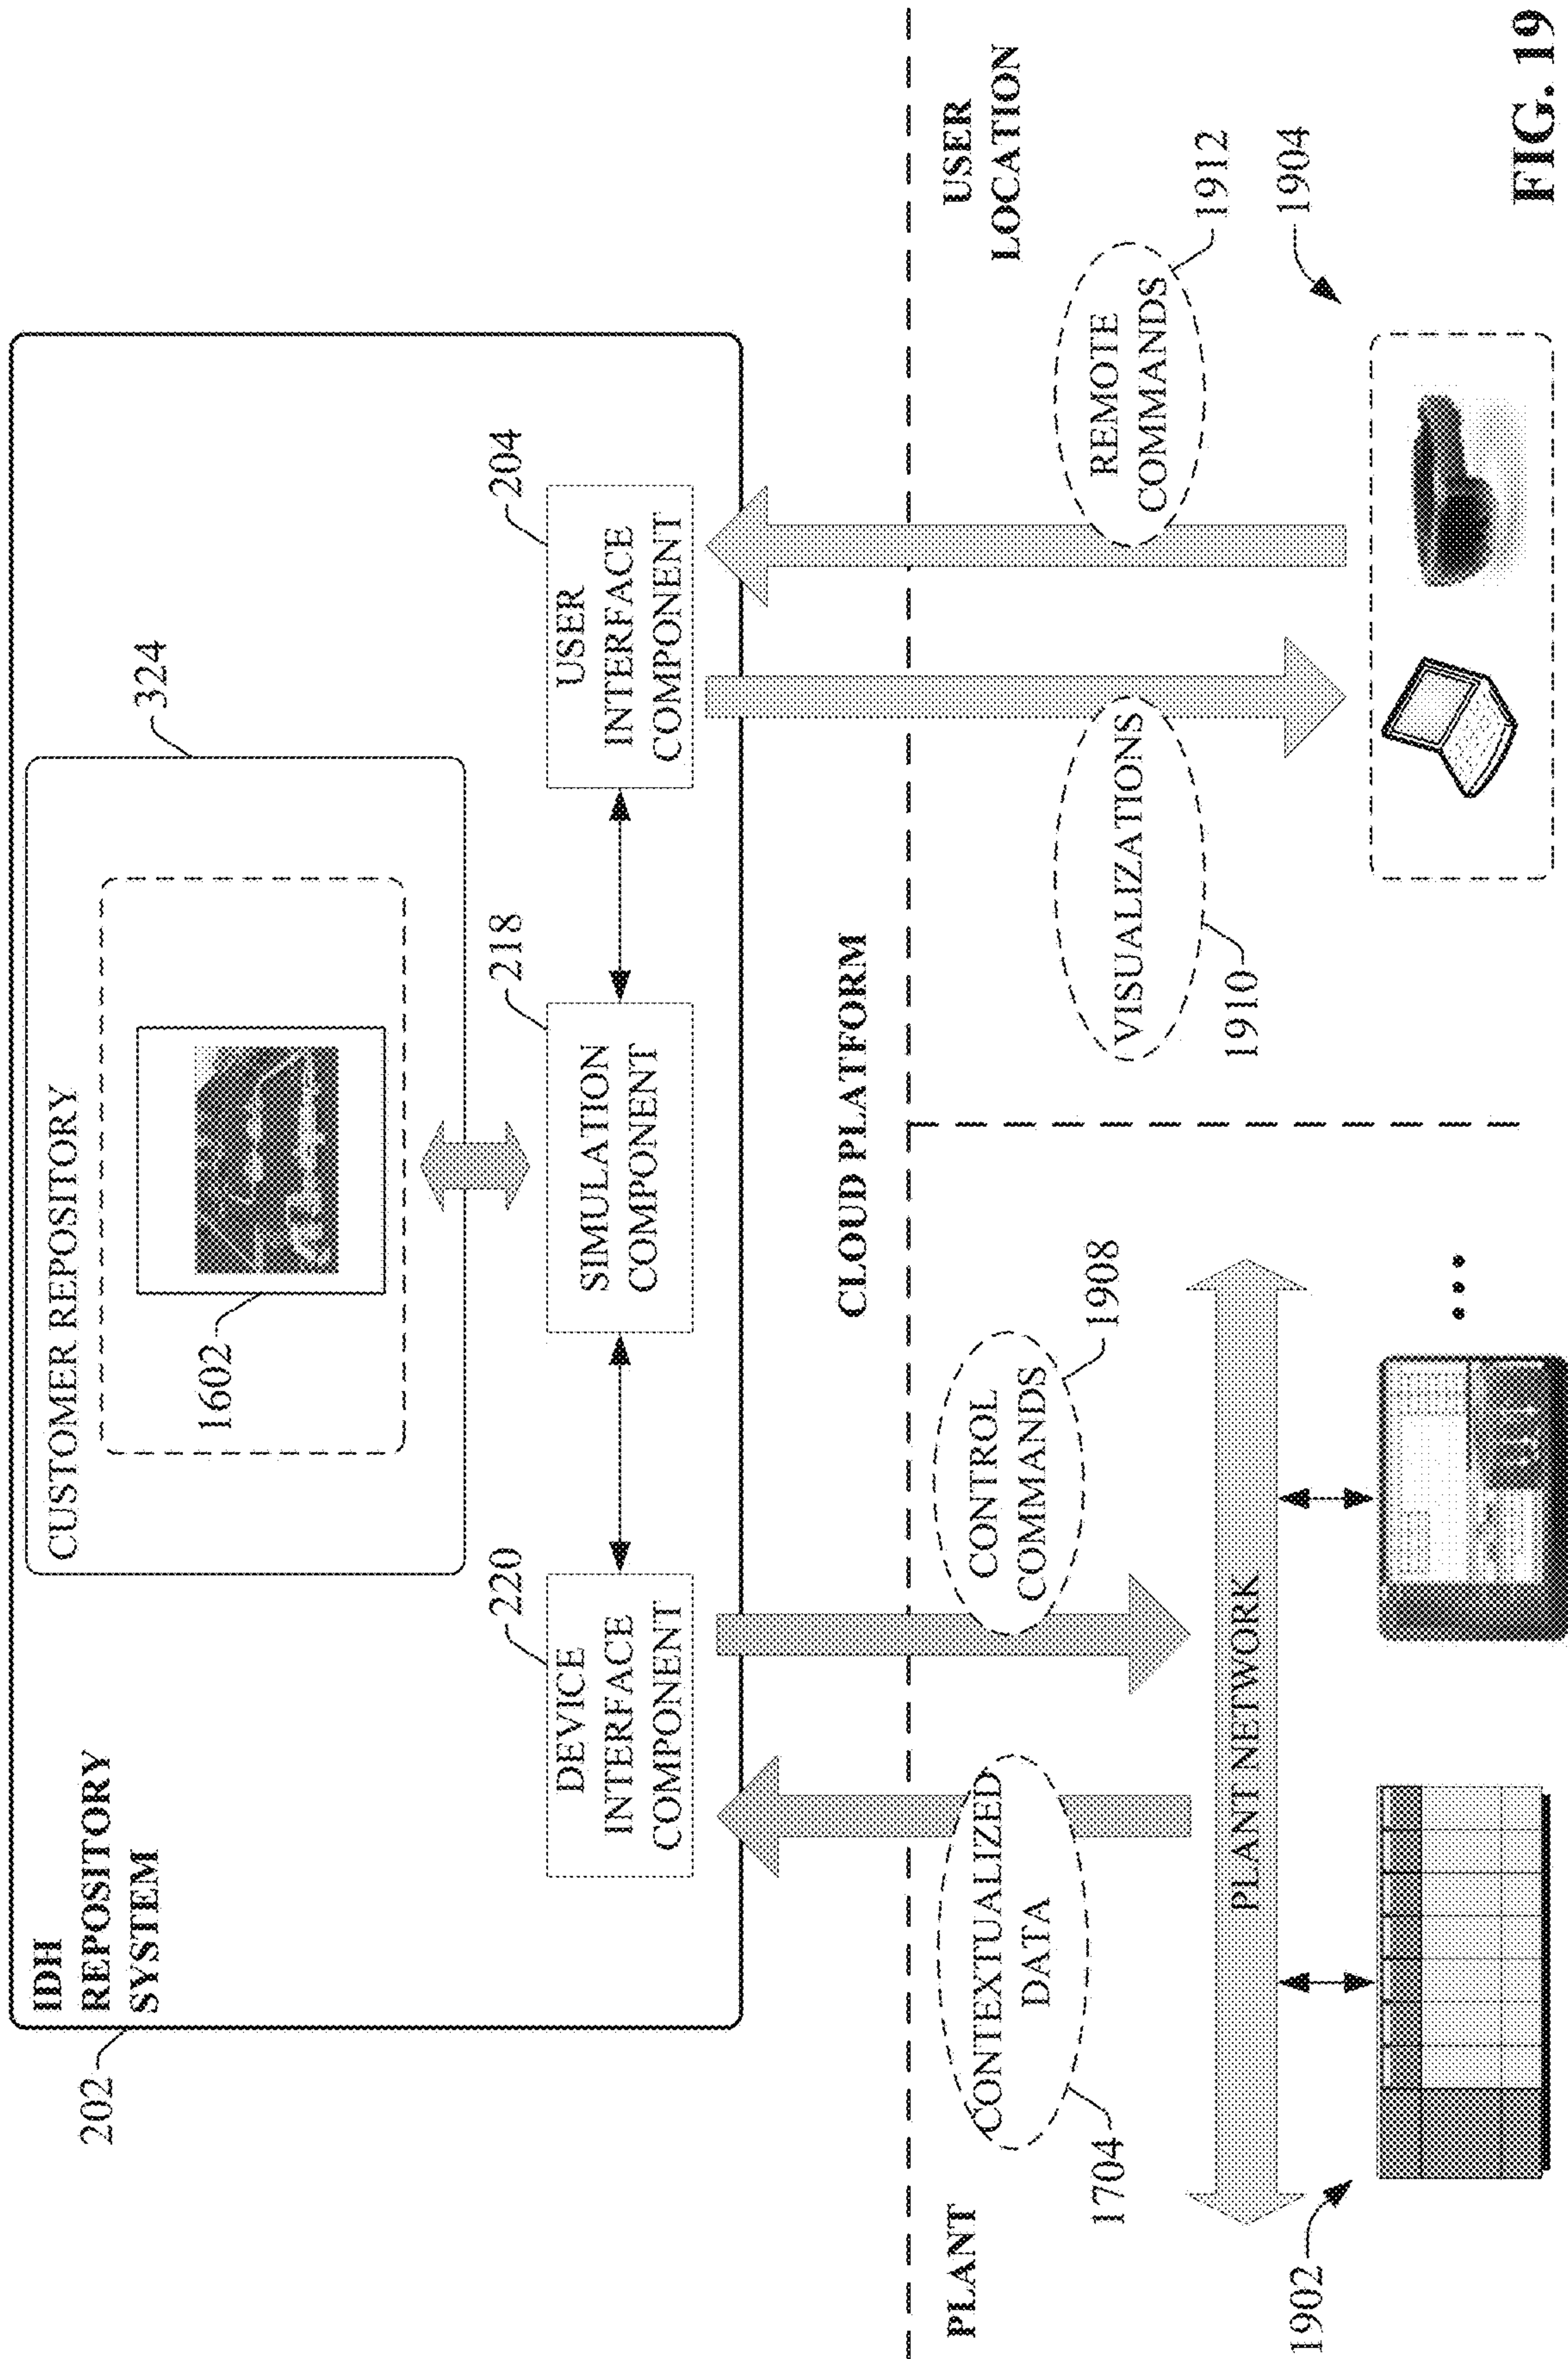 IDH
REPOSITORY
SYSTEM
202
CUSTOMER REPOSITORY
324
1602
DEVICE
INTERFACE
COMPONENT
220
SIMULATION
COMPONENT
218
USER
INTERFACE
COMPONENT
204
CLOUD PLATFORM
PLANT
CONTEXTUALIZED
DATA
1704
CONTROL
COMMANDS
1908
PLANT NETWORK
1902
USER
LOCATION
VISUALIZATIONS
1910
REMOTE
COMMANDS
1912
1904
FIG. 19